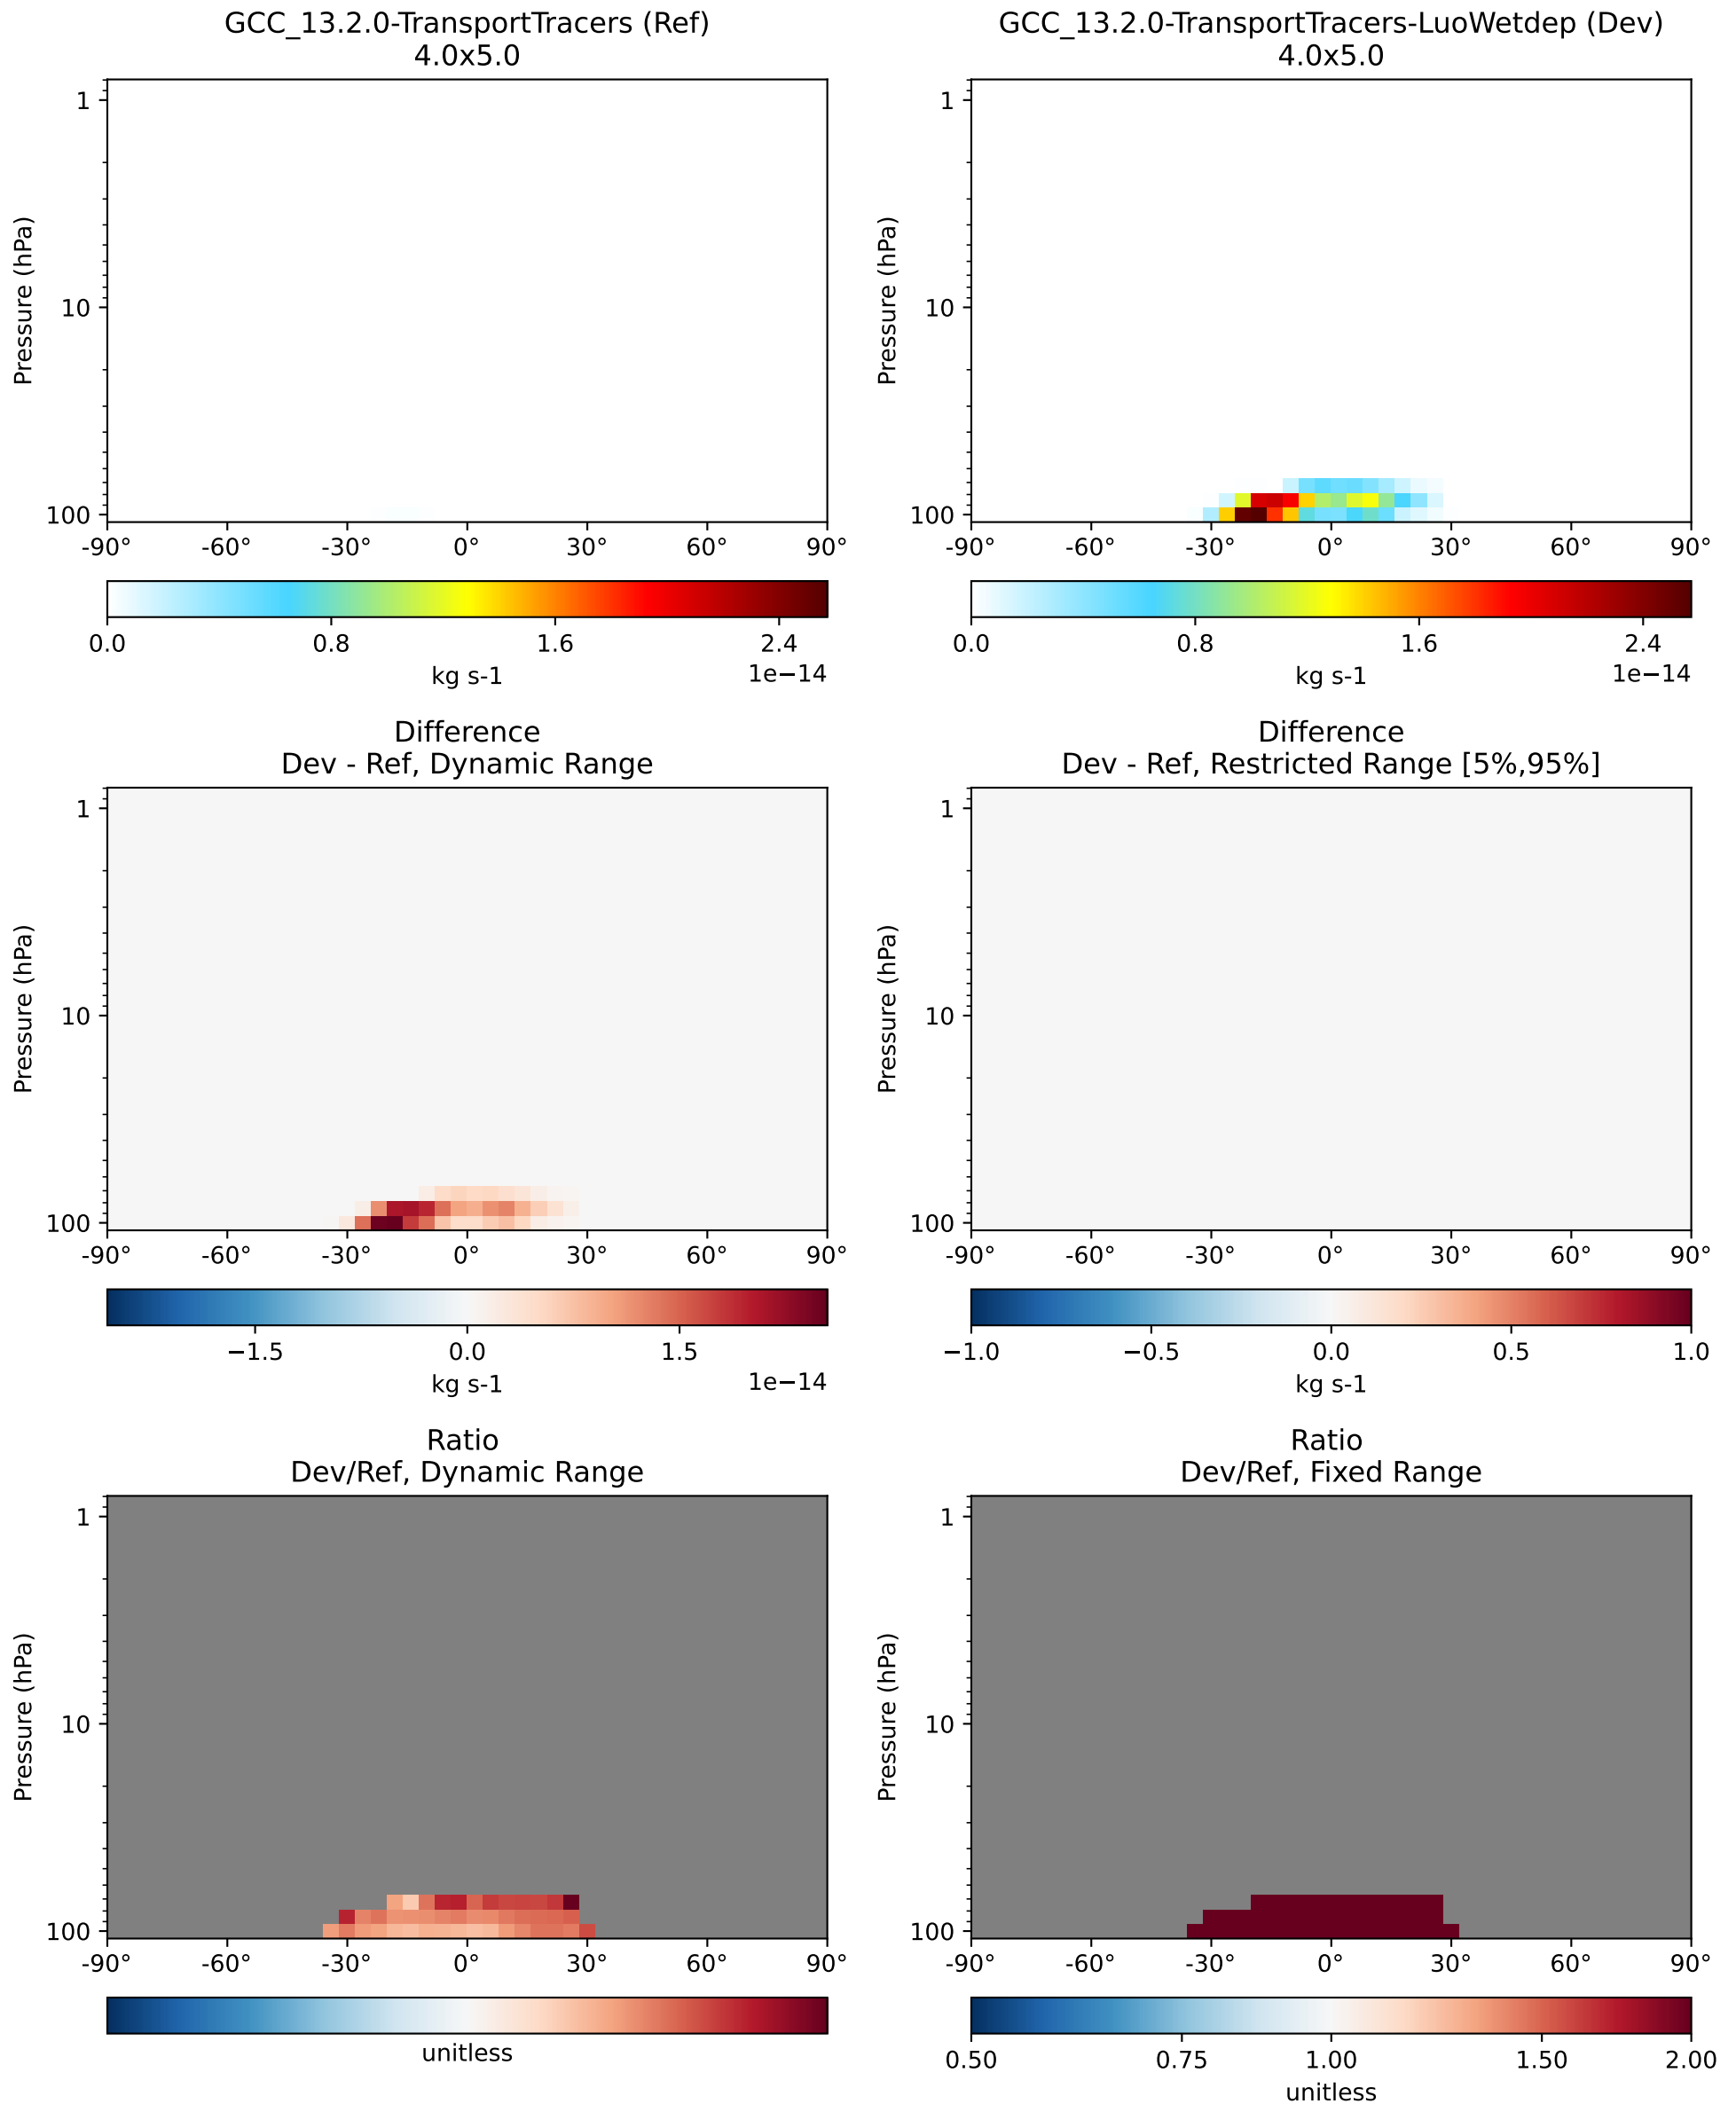 GCC_13.2.0-TransportTracers (Ref)
4.0x5.0
1
10
100
Pressure (hPa)
-90° -60° -30° 0° 30° 60° 90°
0.0 0.8 1.6 2.4
1e−14
kg s-1
GCC_13.2.0-TransportTracers-LuoWetdep (Dev)
4.0x5.0
1
10
100
Pressure (hPa)
-90° -60° -30° 0° 30° 60° 90°
0.0 0.8 1.6 2.4
1e−14
kg s-1
Difference
Dev - Ref, Dynamic Range
1
10
100
Pressure (hPa)
-90° -60° -30° 0° 30° 60° 90°
−1.5 0.0 1.5
1e−14
kg s-1
Difference
Dev - Ref, Restricted Range [5%,95%]
1
10
100
Pressure (hPa)
-90° -60° -30° 0° 30° 60° 90°
−1.0 −0.5 0.0 0.5 1.0
kg s-1
Ratio
Dev/Ref, Dynamic Range
1
10
100
Pressure (hPa)
-90° -60° -30° 0° 30° 60° 90°
unitless
Ratio
Dev/Ref, Fixed Range
1
10
100
Pressure (hPa)
-90° -60° -30° 0° 30° 60° 90°
0.50 0.75 1.00 1.50 2.00
unitless